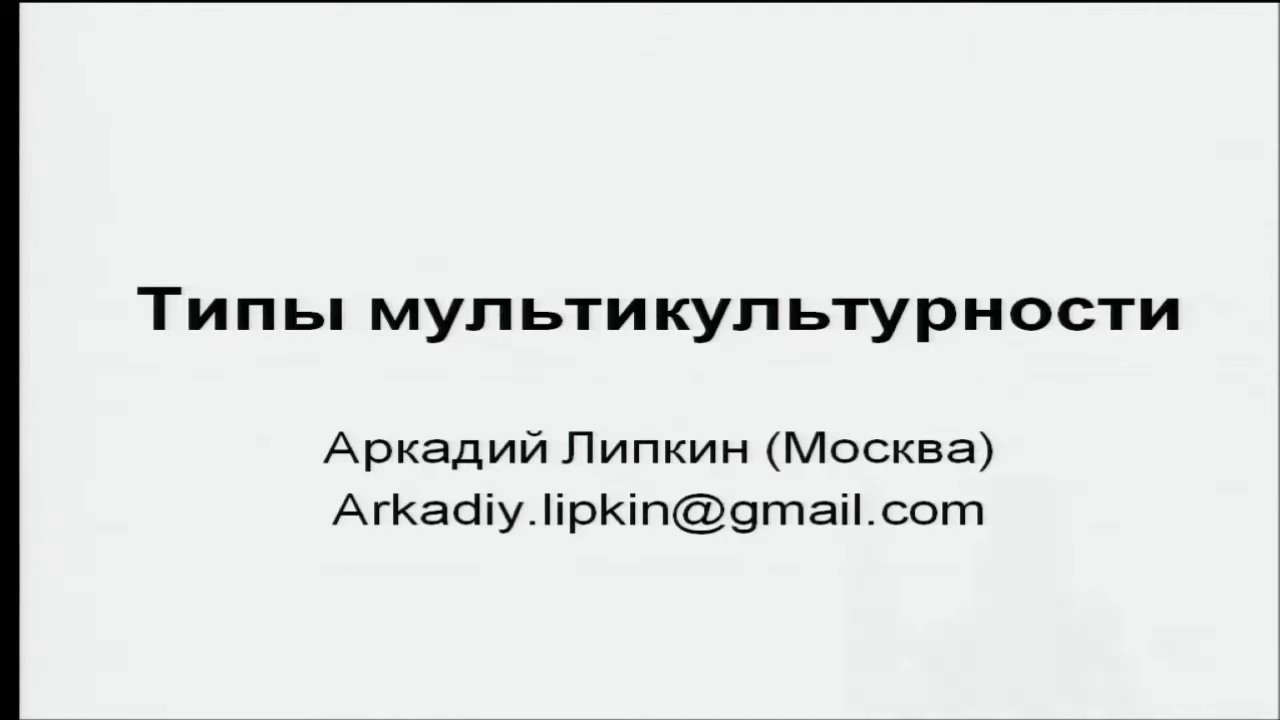 Типы мультикультурности
Аркадий Липкин (Москва)
Arkadiy.lipkin@gmail.com